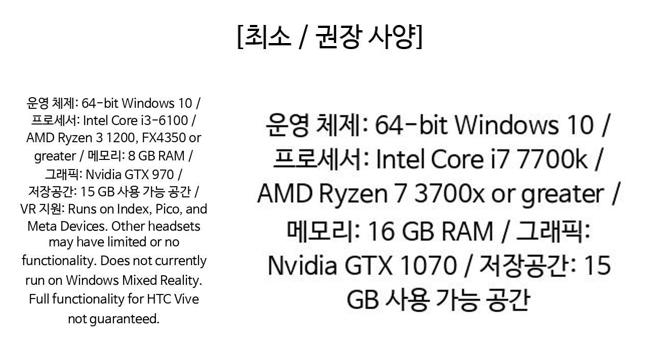 [최소 / 권장 사양]
운영 체제: 64-bit Windows 10 /
프로세서: Intel Core i3-6100 /
AMD Ryzen 3 1200, FX4350 or
greater / 메모리: 8 GB RAM /
그래픽: Nvidia GTX 970 /
저장공간: 15 GB 사용 가능 공간 /
VR 지원: Runs on Index, Pico, and
Meta Devices. Other headsets
may have limited or no
functionality. Does not currently
run on Windows Mixed Reality.
Full functionality for HTC Vive
not guaranteed.
운영 체제: 64-bit Windows 10 /
프로세서: Intel Core i7 7700k /
AMD Ryzen 7 3700x or greater /
메모리: 16 GB RAM / 그래픽:
Nvidia GTX 1070 / 저장공간: 15
GB 사용 가능 공간